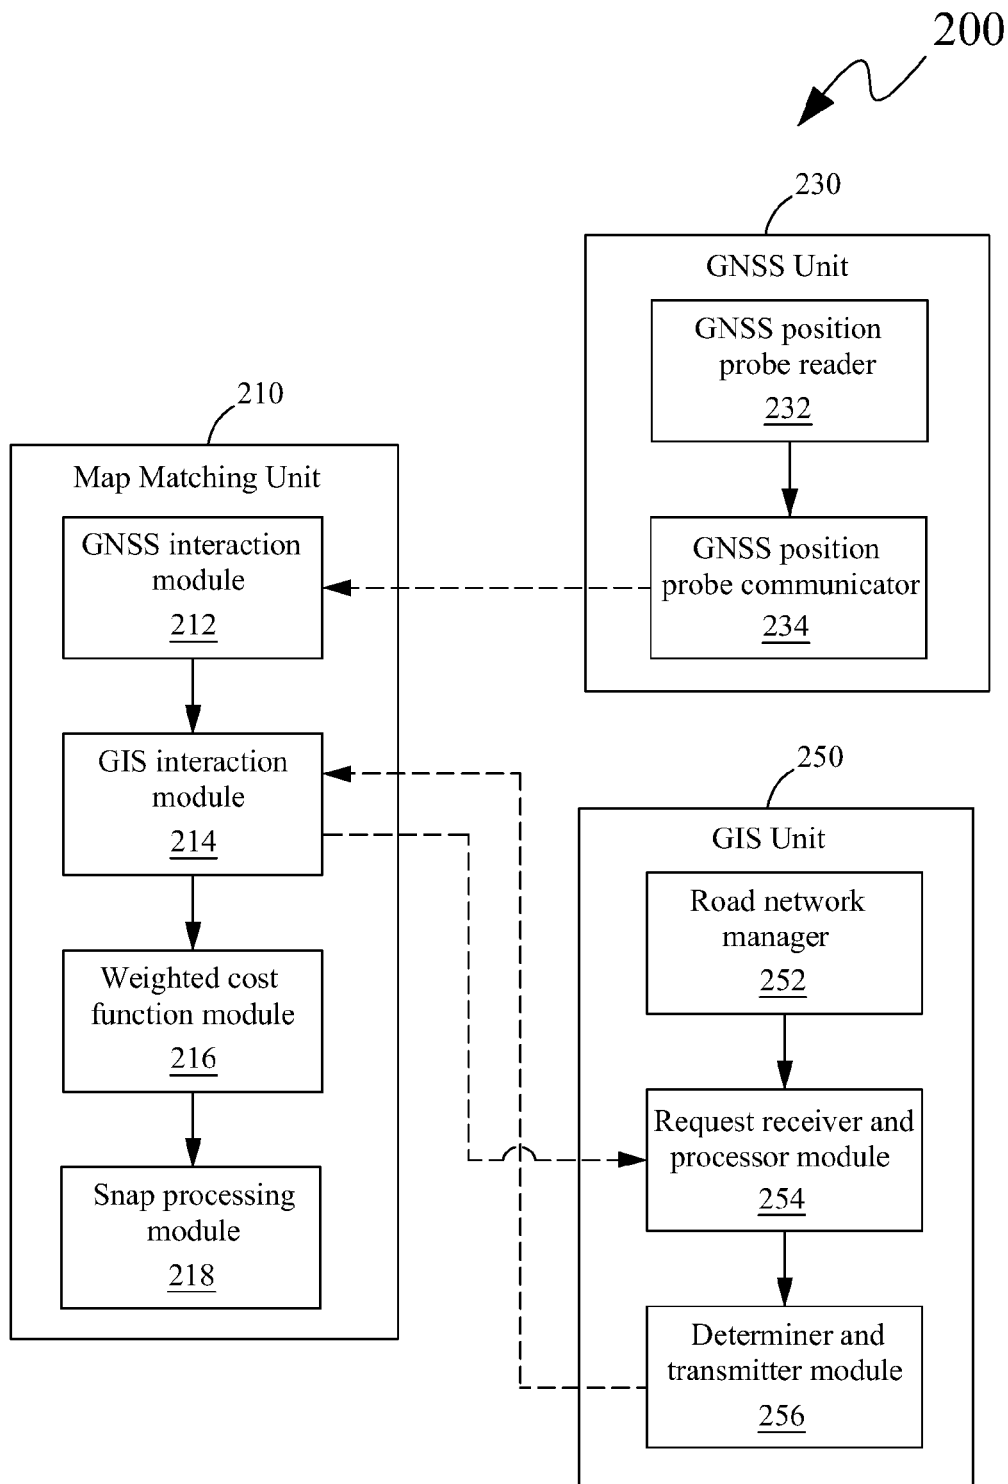 200
230
GNSS Unit
GNSS position
probe reader
232
GNSS position
probe communicator
234
210
Map Matching Unit
GNSS interaction
module
212
GIS interaction
module
214
Weighted cost
function module
216
Snap processing
module
218
250
GIS Unit
Road network
manager
252
Request receiver and
processor module
254
Determiner and
transmitter module
256